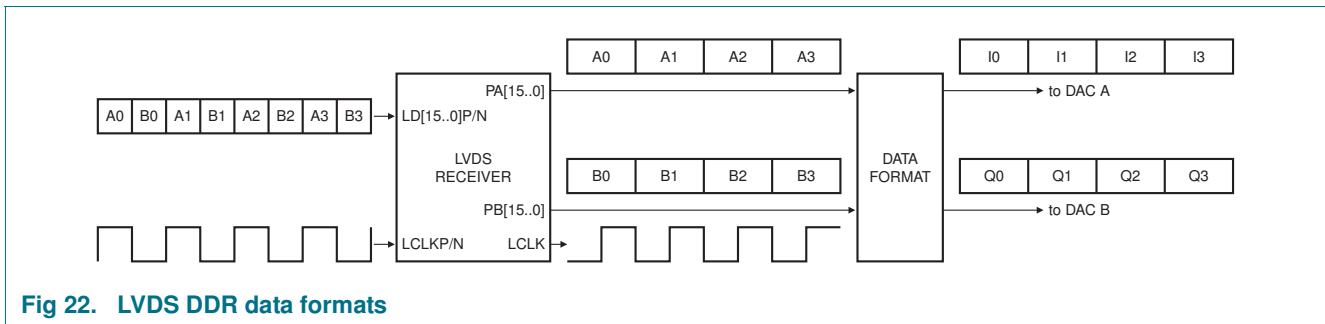 A0 A1 A2 A3
I0 I1 I2 I3
PA[15..0]
to DAC A
A0 B0 A1 B1 A2 B2 A3 B3
LD[15..0]P/N
LVDS
RECEIVER
DATA
FORMAT
B0 B1 B2 B3
Q0 Q1 Q2 Q3
PB[15..0]
to DAC B
LCLKP/N
LCLK
Fig 22. LVDS DDR data formats